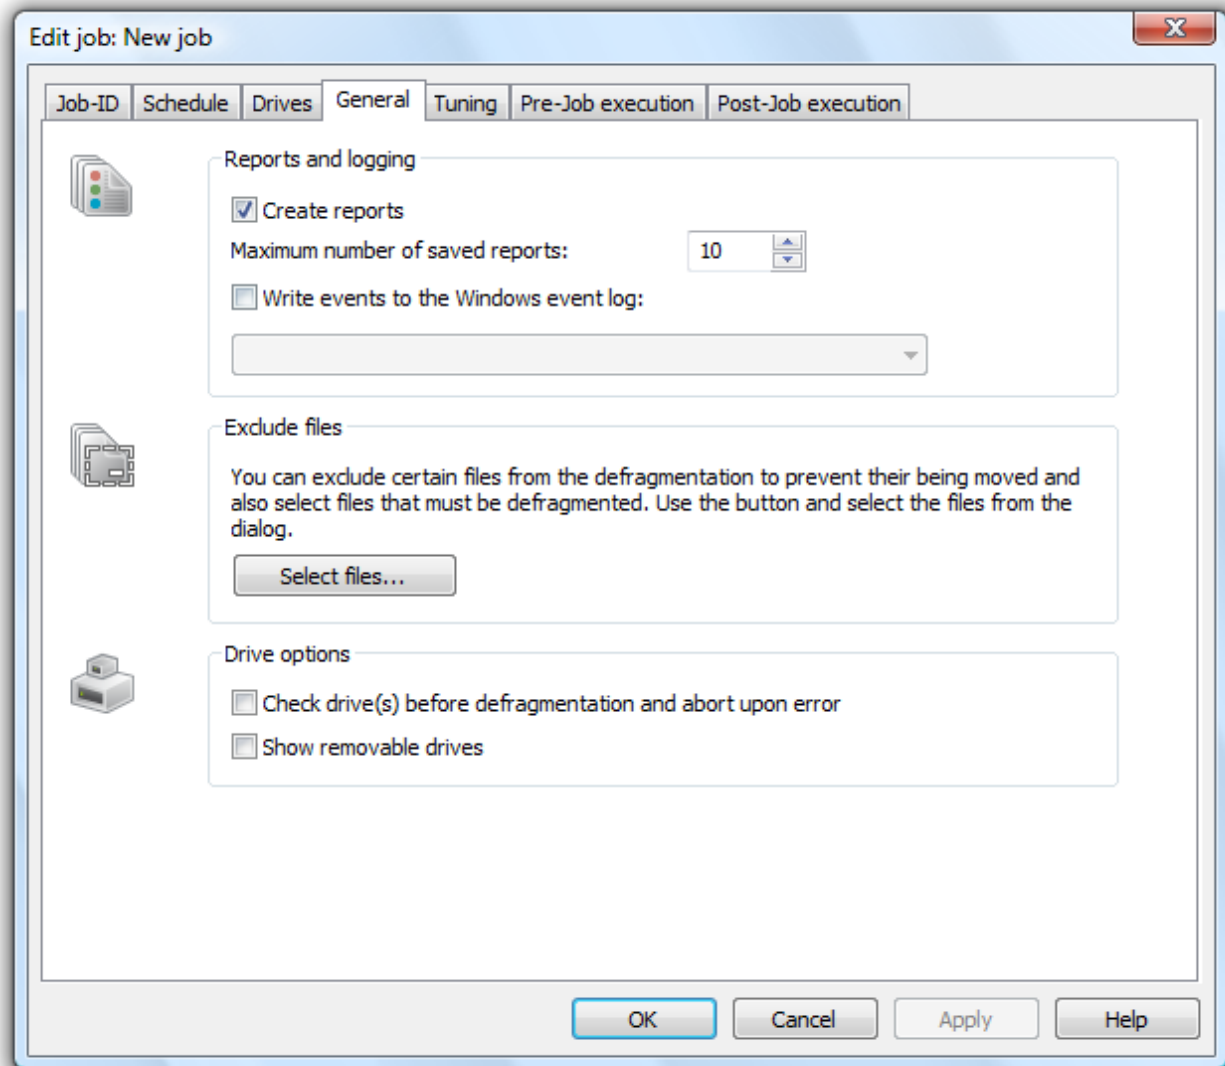 Edit job: New job
X
Job-ID Schedule Drives General Tuning Pre-Job execution Post-Job execution
Reports and logging
Create reports
Maximum number of saved reports: 10
Write events to the Windows event log:
Exclude files
You can exclude certain files from the defragmentation to prevent their being moved and
also select files that must be defragmented. Use the button and select the files from the
dialog.
Select files...
Drive options
Check drive(s) before defragmentation and abort upon error
Show removable drives
OK Cancel Apply Help